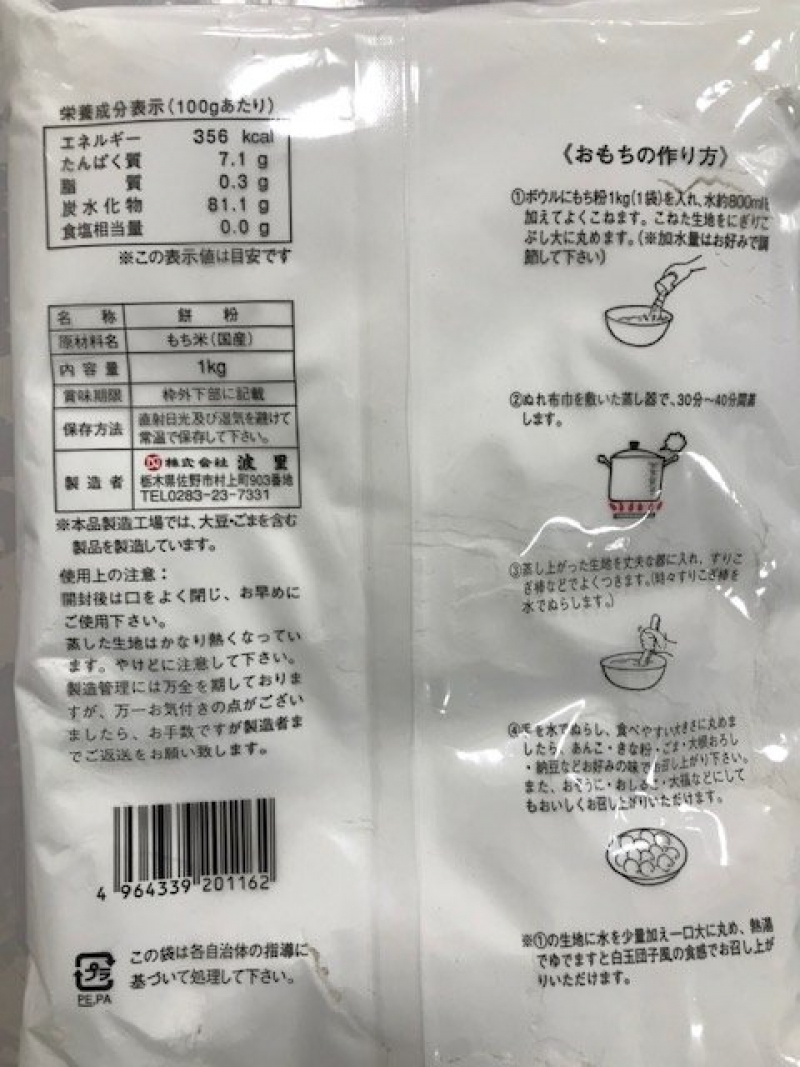 栄養成分表示(100gあたり)
エネルギー 356 kcal
たんぱく質 7.1 g
脂質 0.3 g
炭水化物 81.1 g
食塩相当量 0.0 g
※この表示値は目安です
名称 餅粉
原材料名 もち米(国産)
内容量 1kg
賞味期限 枠外下部に記載
保存方法 直射日光及び湿気を避けて
常温で保存して下さい。
製造者 株式会社 波里
栃木県佐野市村上町903番地
TEL0283-23-7331
※本品製造工場では、大豆・ごまを含む
製品を製造しています。
使用上の注意:
開封後は口をよく閉じ、お早めに
ご使用下さい。
蒸した生地はかなり熱くなってい
ます。やけどに注意して下さい。
製造管理には万全を期しておりま
すが、万一お気付きの点がござい
ましたら、お手数ですが製造者ま
でご返送をお願い致します。
4 964339 201162
プラ
PE,PA
この袋は各自治体の指導に
基づいて処理して下さい。
《おもちの作り方》
①ボウルにもち粉1kg(1袋)を入れ、水約800mlを
加えてよくこねます。こねた生地をにぎりこ
ぶし大に丸めます。(※加水量はお好みで調
節して下さい)
②ぬれ布巾を敷いた蒸し器で、30分~40分間蒸
します。
③蒸し上がった生地を丈夫な器に入れ、すりこ
ぎ棒などでよくつきます。(時々すりこぎ棒を
水でぬらします。)
④手を水でぬらし、食べやすい大きさに丸めま
したら、あんこ・きな粉・ごま・大根おろし
・納豆などお好みの味でお召し上がり下さい。
また、おぞうに・おしるこ・大福などにして
もおいしくお召し上がりいただけます。
※①の生地に水を少量加え一口大に丸め、熱湯
でゆでますと白玉団子風の食感でお召し上が
りいただけます。